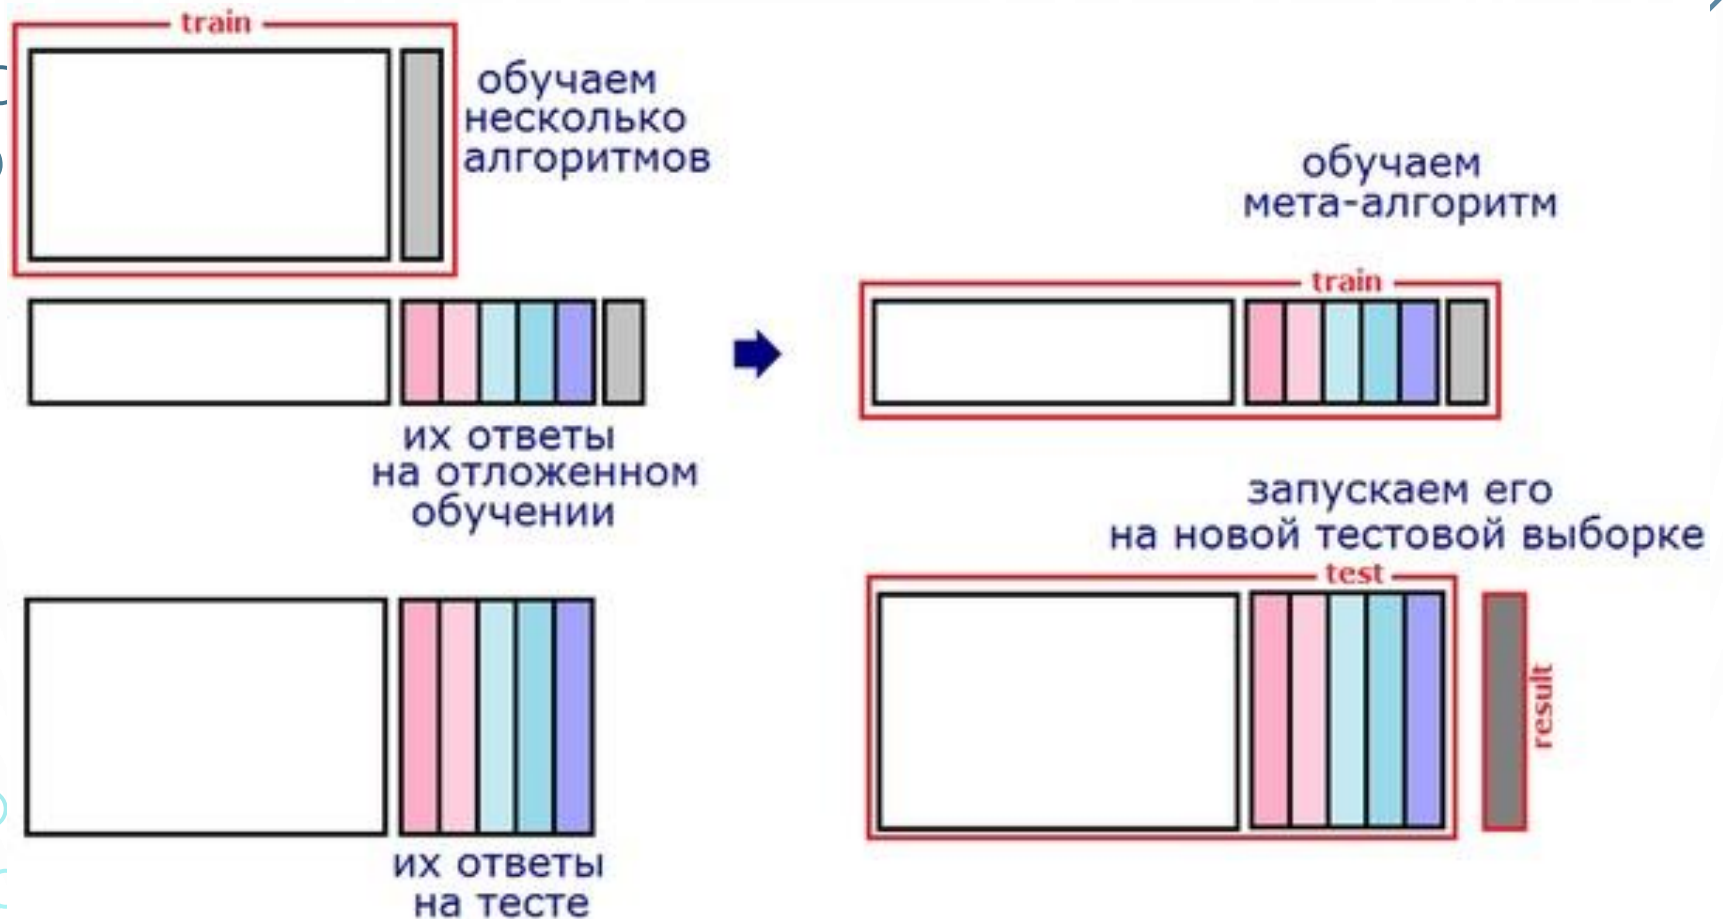 train
обучаем
несколько
алгоритмов
их ответы
на отложенном
обучении
их ответы
на тесте
обучаем
мета-алгоритм
train
запускаем его
на новой тестовой выборке
test
result